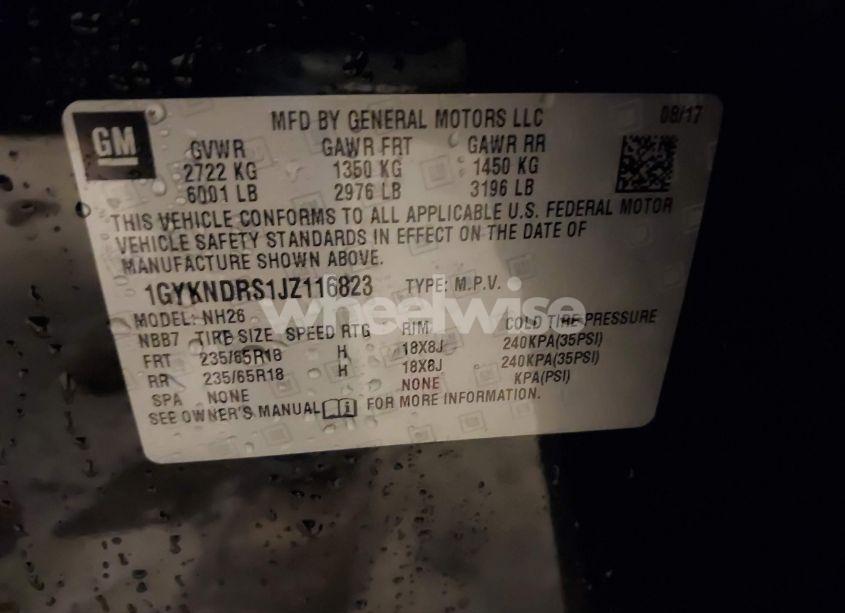 GM
MFD BY GENERAL MOTORS LLC 08/17
GVWR GAWR FRT GAWR RR
2722 KG 1350 KG 1450 KG
6001 LB 2976 LB 3196 LB
THIS VEHICLE CONFORMS TO ALL APPLICABLE U.S. FEDERAL MOTOR
VEHICLE SAFETY STANDARDS IN EFFECT ON THE DATE OF
MANUFACTURE SHOWN ABOVE.
1GYKNDRS1JZ116823 TYPE: M.P.V.
wheelwise
MODEL: NH26
NBB7 TIRE SIZE SPEED RTG RIM COLD TIRE PRESSURE
FRT 235/65R18 H 18X8J 240KPA(35PSI)
RR 235/65R18 H 18X8J 240KPA(35PSI)
SPA NONE NONE KPA(PSI)
SEE OWNER'S MANUAL FOR MORE INFORMATION.